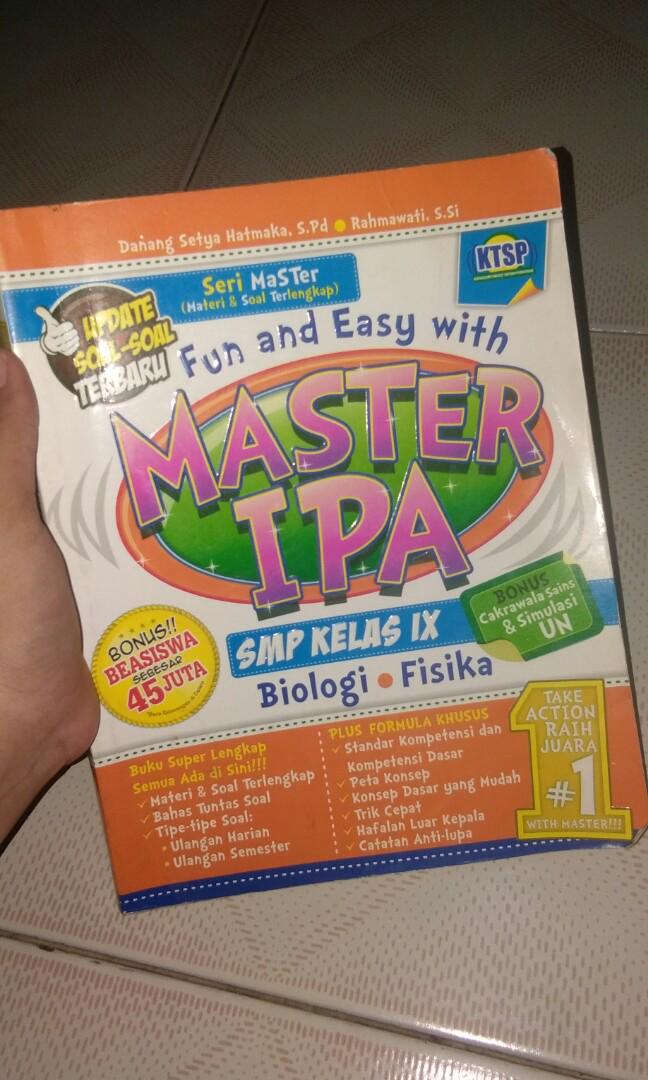 Danang Setya Hatmaka, S.Pd ● Rahmawati, S.Si
KTSP
Seri MaSTer
(Materi & Soal Terlengkap)
UPDATE
SOAL-SOAL
TERBARU
Fun and Easy with
MASTER
IPA
BONUS
Cakrawala Sains
& Simulasi
UN
SMP KELAS IX
Biologi ● Fisika
BONUS!!
BEASISWA
SEBESAR
45 JUTA
Buku Super Lengkap
Semua Ada di Sini!!!
✓ Materi & Soal Terlengkap
✓ Bahas Tuntas Soal
✓ Tipe-tipe Soal:
• Ulangan Harian
• Ulangan Semester
PLUS FORMULA KHUSUS
✓ Standar Kompetensi dan
Kompetensi Dasar
✓ Peta Konsep
✓ Konsep Dasar yang Mudah
✓ Trik Cepat
✓ Hafalan Luar Kepala
✓ Catatan Anti-lupa
TAKE
ACTION
RAIH
JUARA
#1
WITH MASTER!!!